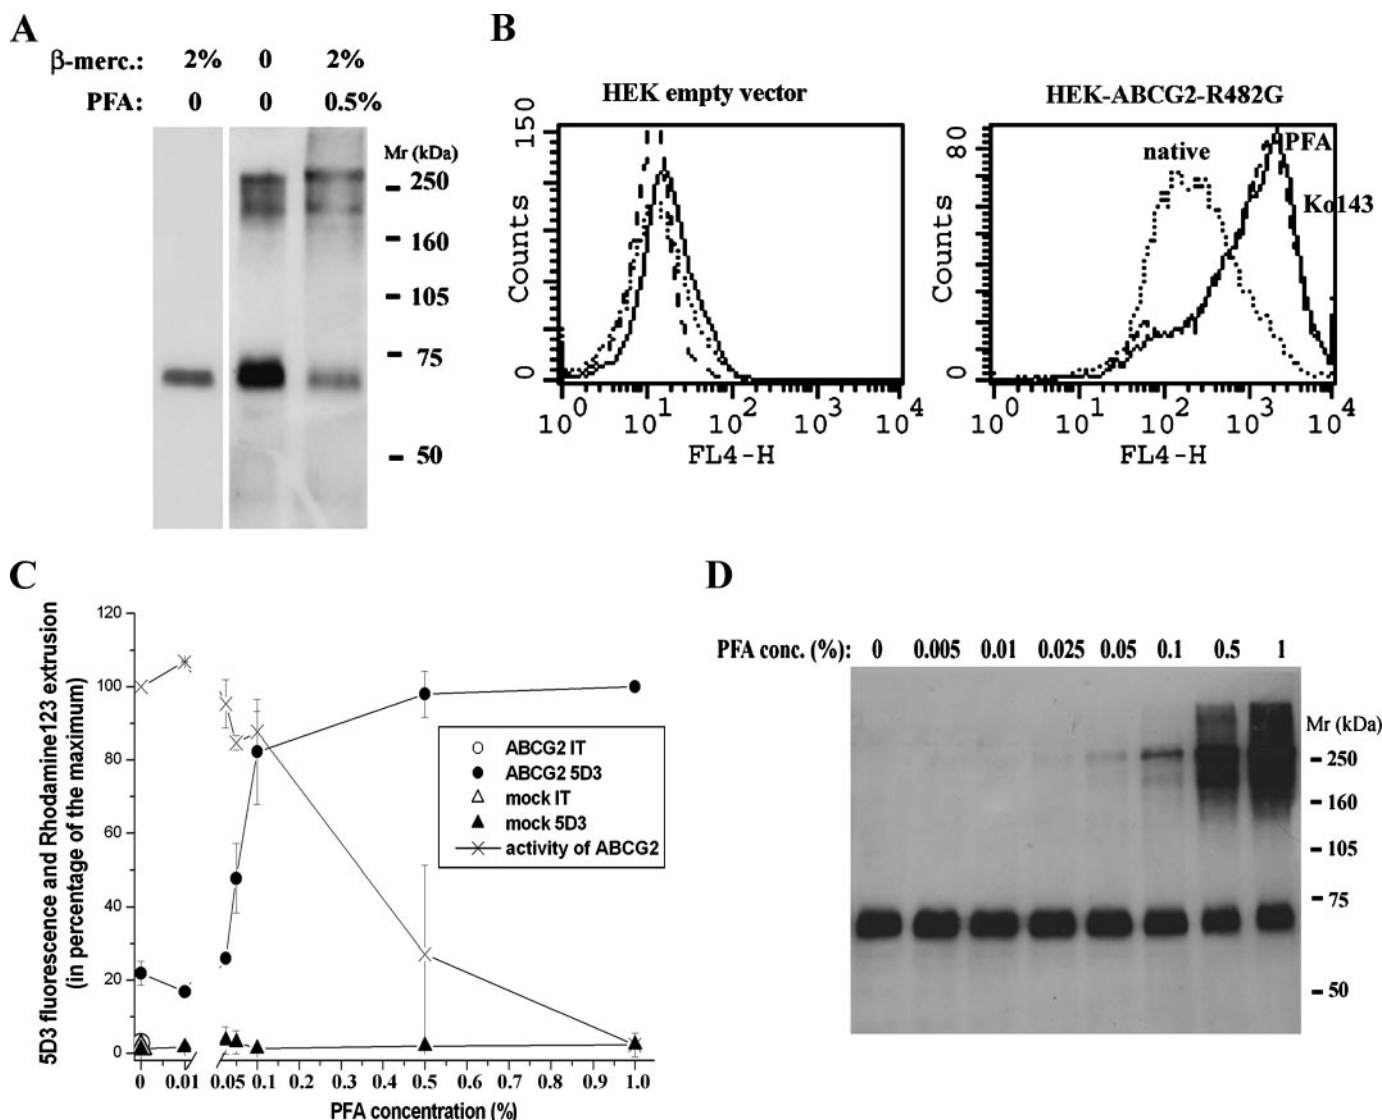 A
β-merc.: 2% 0 2%
PFA: 0 0 0.5%
Mr (kDa)
250
160
105
75
50
B
HEK empty vector
150
Counts
0
10^0 10^1 10^2 10^3 10^4
FL4-H
HEK-ABCG2-R482G
80
Counts
0
native
PFA
Ko143
10^0 10^1 10^2 10^3 10^4
FL4-H
C
5D3 fluorescence and Rhodamine123 extrusion
(in percentage of the maximum)
120
100
80
60
40
20
0
ABCG2 IT
ABCG2 5D3
mock IT
mock 5D3
activity of ABCG2
0 0.01 0.05 0.1 0.2 0.3 0.4 0.5 0.6 0.7 0.8 0.9 1.0
PFA concentration (%)
D
PFA conc. (%): 0 0.005 0.01 0.025 0.05 0.1 0.5 1
Mr (kDa)
250
160
105
75
50